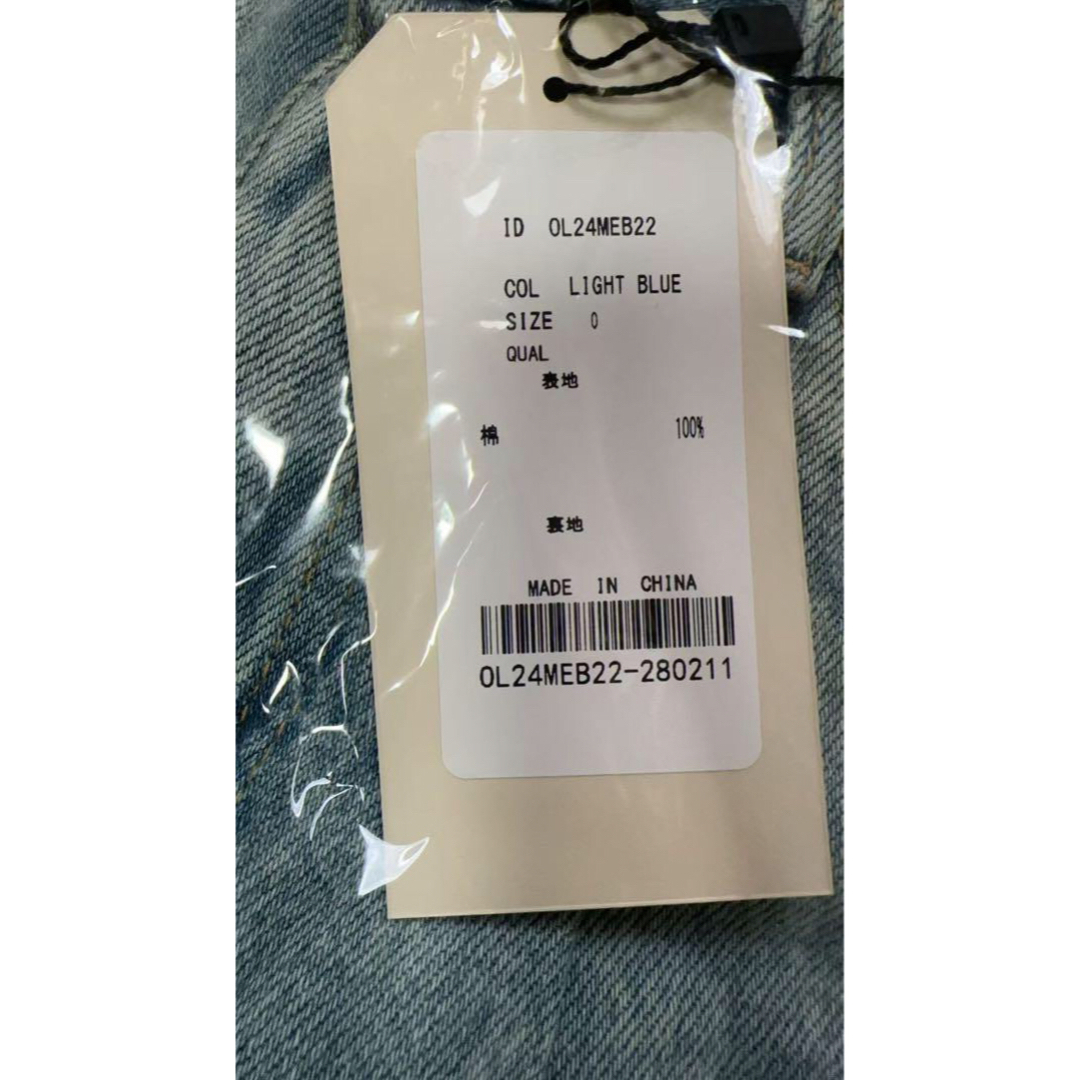 ID OL24MEB22
COL LIGHT BLUE
SIZE 0
QUAL
表地
棉 100%
裏地
MADE IN CHINA
OL24MEB22-280211